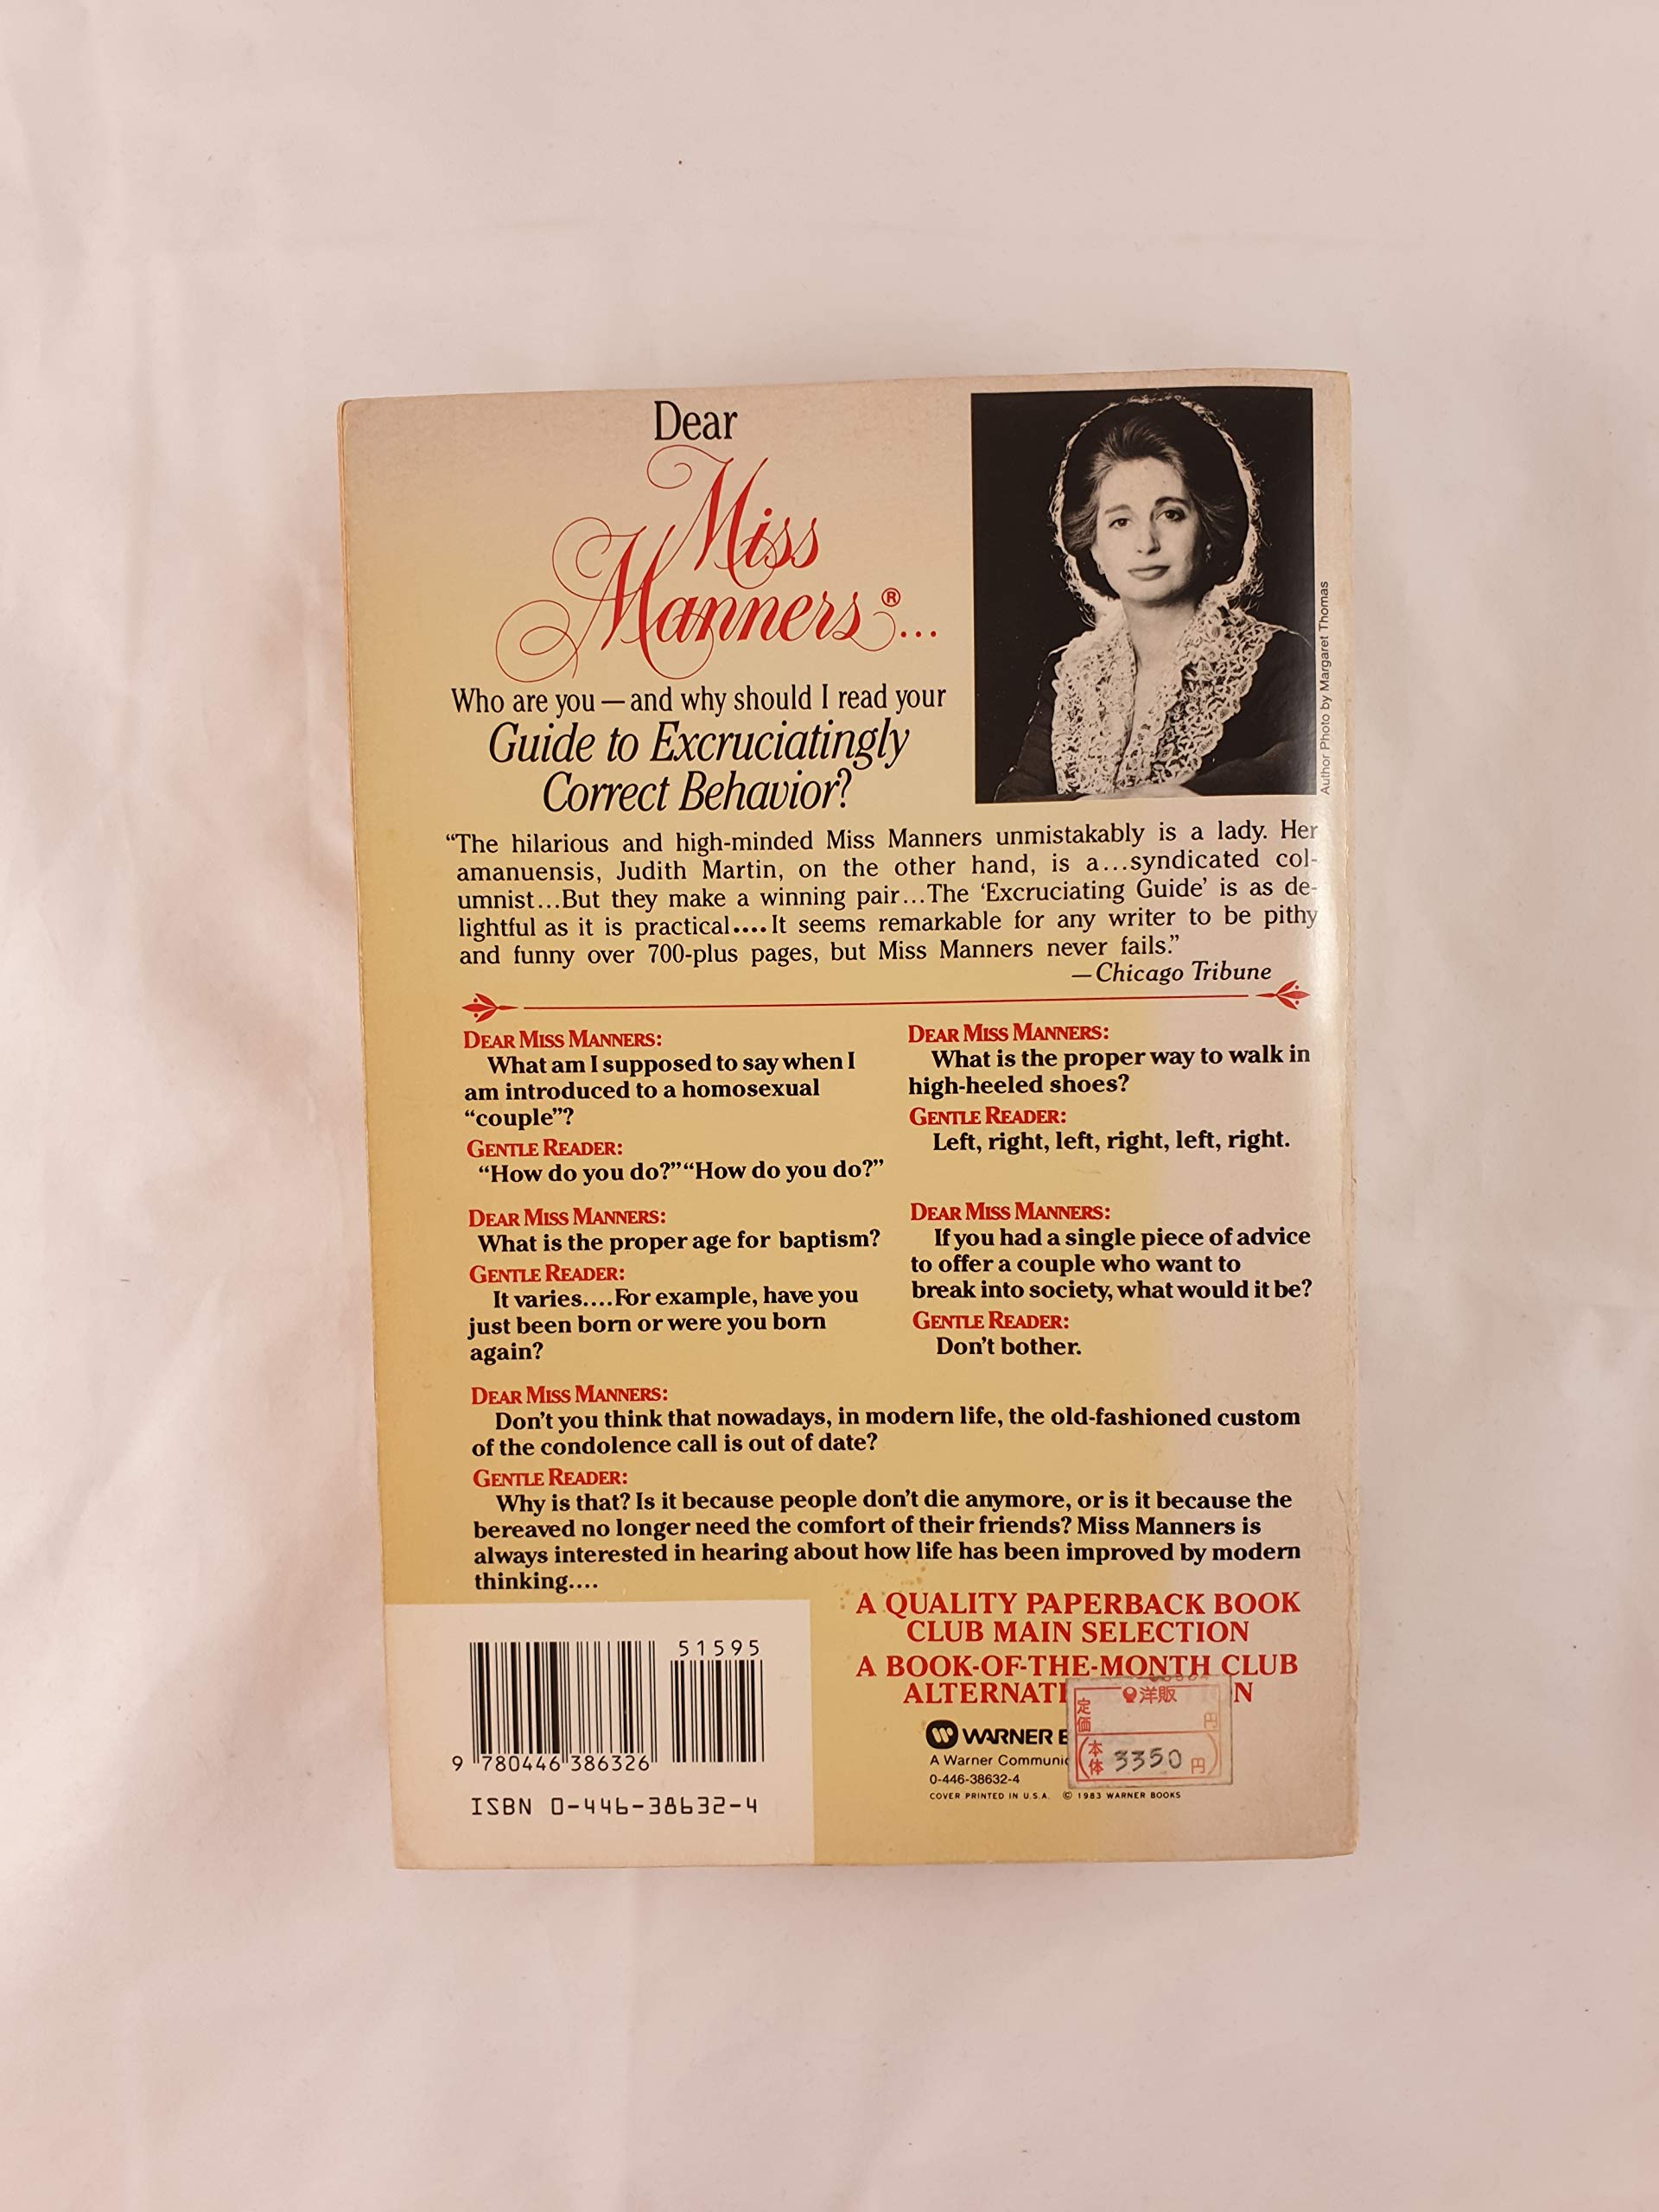 Dear
Miss
Manners®...
Who are you—and why should I read your
Guide to Excruciatingly
Correct Behavior?
Author Photo by Margaret Thomas
“The hilarious and high-minded Miss Manners unmistakably is a lady. Her
amanuensis, Judith Martin, on the other hand, is a...syndicated col-
umnist...But they make a winning pair...The ‘Excruciating Guide’ is as de-
lightful as it is practical....It seems remarkable for any writer to be pithy
and funny over 700-plus pages, but Miss Manners never fails.”
—Chicago Tribune
DEAR MISS MANNERS:
What am I supposed to say when I
am introduced to a homosexual
“couple”?
GENTLE READER:
“How do you do?” “How do you do?”
DEAR MISS MANNERS:
What is the proper age for baptism?
GENTLE READER:
It varies....For example, have you
just been born or were you born
again?
DEAR MISS MANNERS:
What is the proper way to walk in
high-heeled shoes?
GENTLE READER:
Left, right, left, right, left, right.
DEAR MISS MANNERS:
If you had a single piece of advice
to offer a couple who want to
break into society, what would it be?
GENTLE READER:
Don’t bother.
DEAR MISS MANNERS:
Don’t you think that nowadays, in modern life, the old-fashioned custom
of the condolence call is out of date?
GENTLE READER:
Why is that? Is it because people don’t die anymore, or is it because the
bereaved no longer need the comfort of their friends? Miss Manners is
always interested in hearing about how life has been improved by modern
thinking....
51595
9 780446 386326
ISBN 0-446-38632-4
A QUALITY PAPERBACK BOOK
CLUB MAIN SELECTION
A BOOK-OF-THE-MONTH CLUB
WARNER
A Warner
0-446-38632-4
COVER PRINTED IN U.S.A. © 1983 WARNER BOOKS
洋販
定価 円
(本体 3350 円)